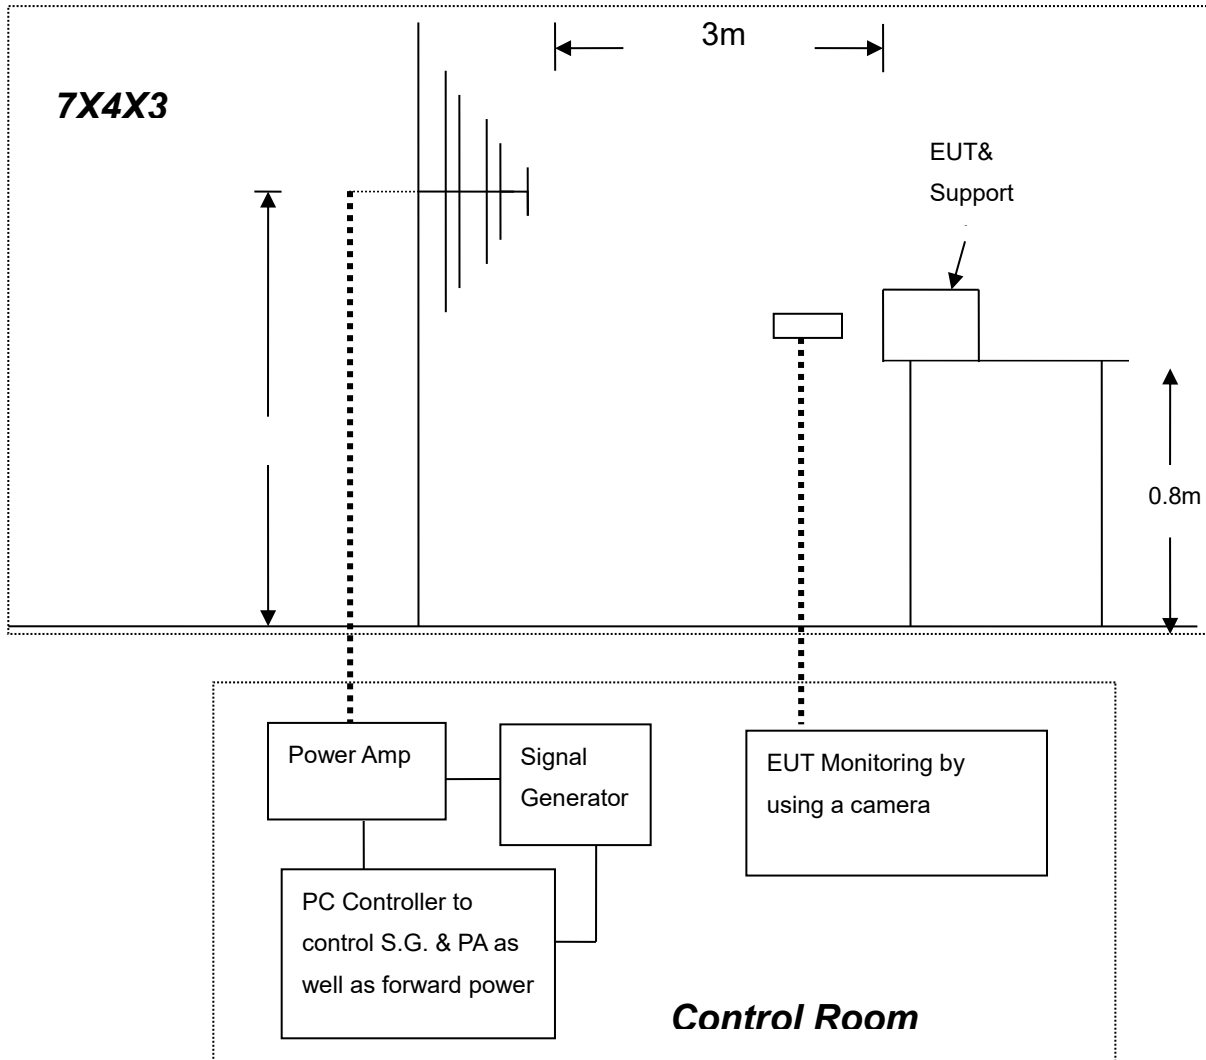 3m
7X4X3
EUT&
Support
0.8m
Power Amp
Signal
Generator
EUT Monitoring by
using a camera
PC Controller to
control S.G. & PA as
well as forward power
Control Room